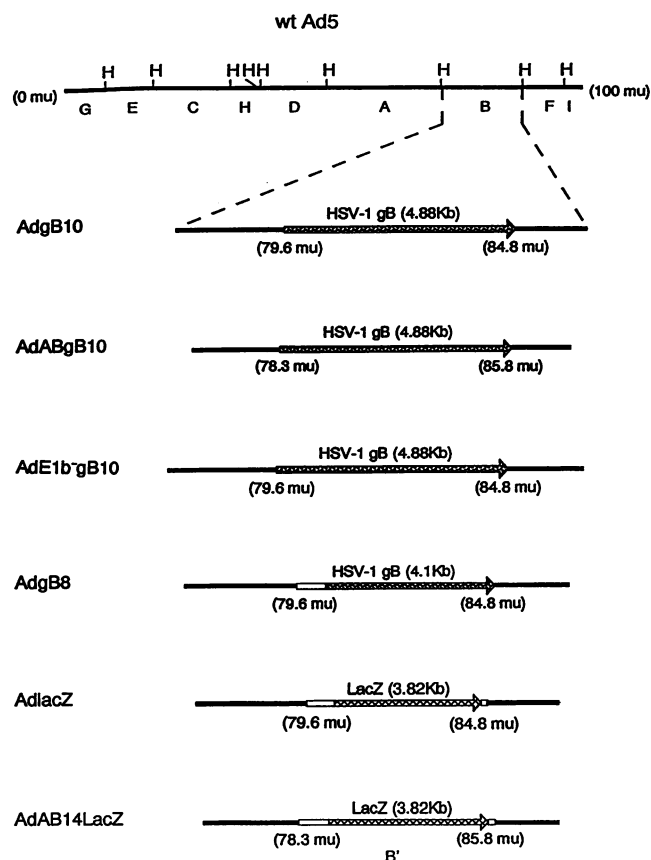 wt Ad5
H H H H H H H H H
(0 mu) (100 mu)
G E C H D A B F I
AdgB10
HSV-1 gB (4.88Kb)
(79.6 mu) (84.8 mu)
AdABgB10
HSV-1 gB (4.88Kb)
(78.3 mu) (85.8 mu)
AdE1b-gB10
HSV-1 gB (4.88Kb)
(79.6 mu) (84.8 mu)
AdgB8
HSV-1 gB (4.1Kb)
(79.6 mu) (84.8 mu)
AdlacZ
LacZ (3.82Kb)
(79.6 mu) (84.8 mu)
AdAB14LacZ
LacZ (3.82Kb)
(78.3 mu) (85.8 mu)
B'